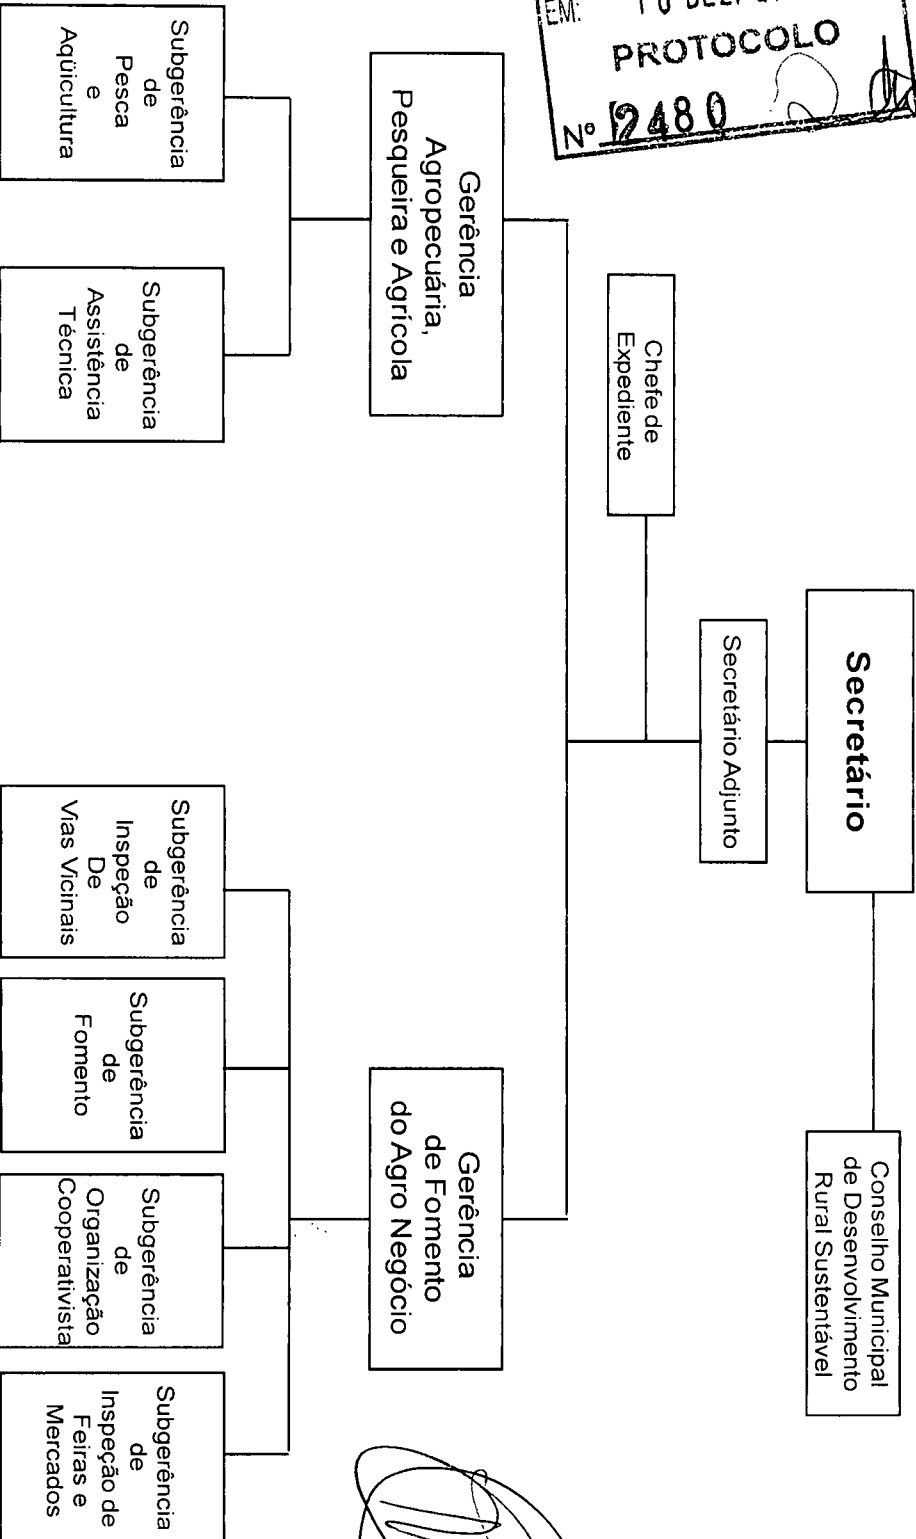 EM:
PROTOCOLO
Nº 2480
Secretário
Conselho Municipal
de Desenvolvimento
Rural Sustentável
Secretário Adjunto
Chefe de
Expediente
Gerência
Agropecuária,
Pesqueira e Agrícola
Gerência
de Fomento
do Agro Negócio
Subgerência
de
Pesca
e
Aqüicultura
Subgerência
de
Assistência
Técnica
Subgerência
de
Inspeção
De
Vias Vicinais
Subgerência
de
Fomento
Subgerência
de
Organização
Cooperativista
Subgerência
de
Inspeção de
Feiras e
Mercados